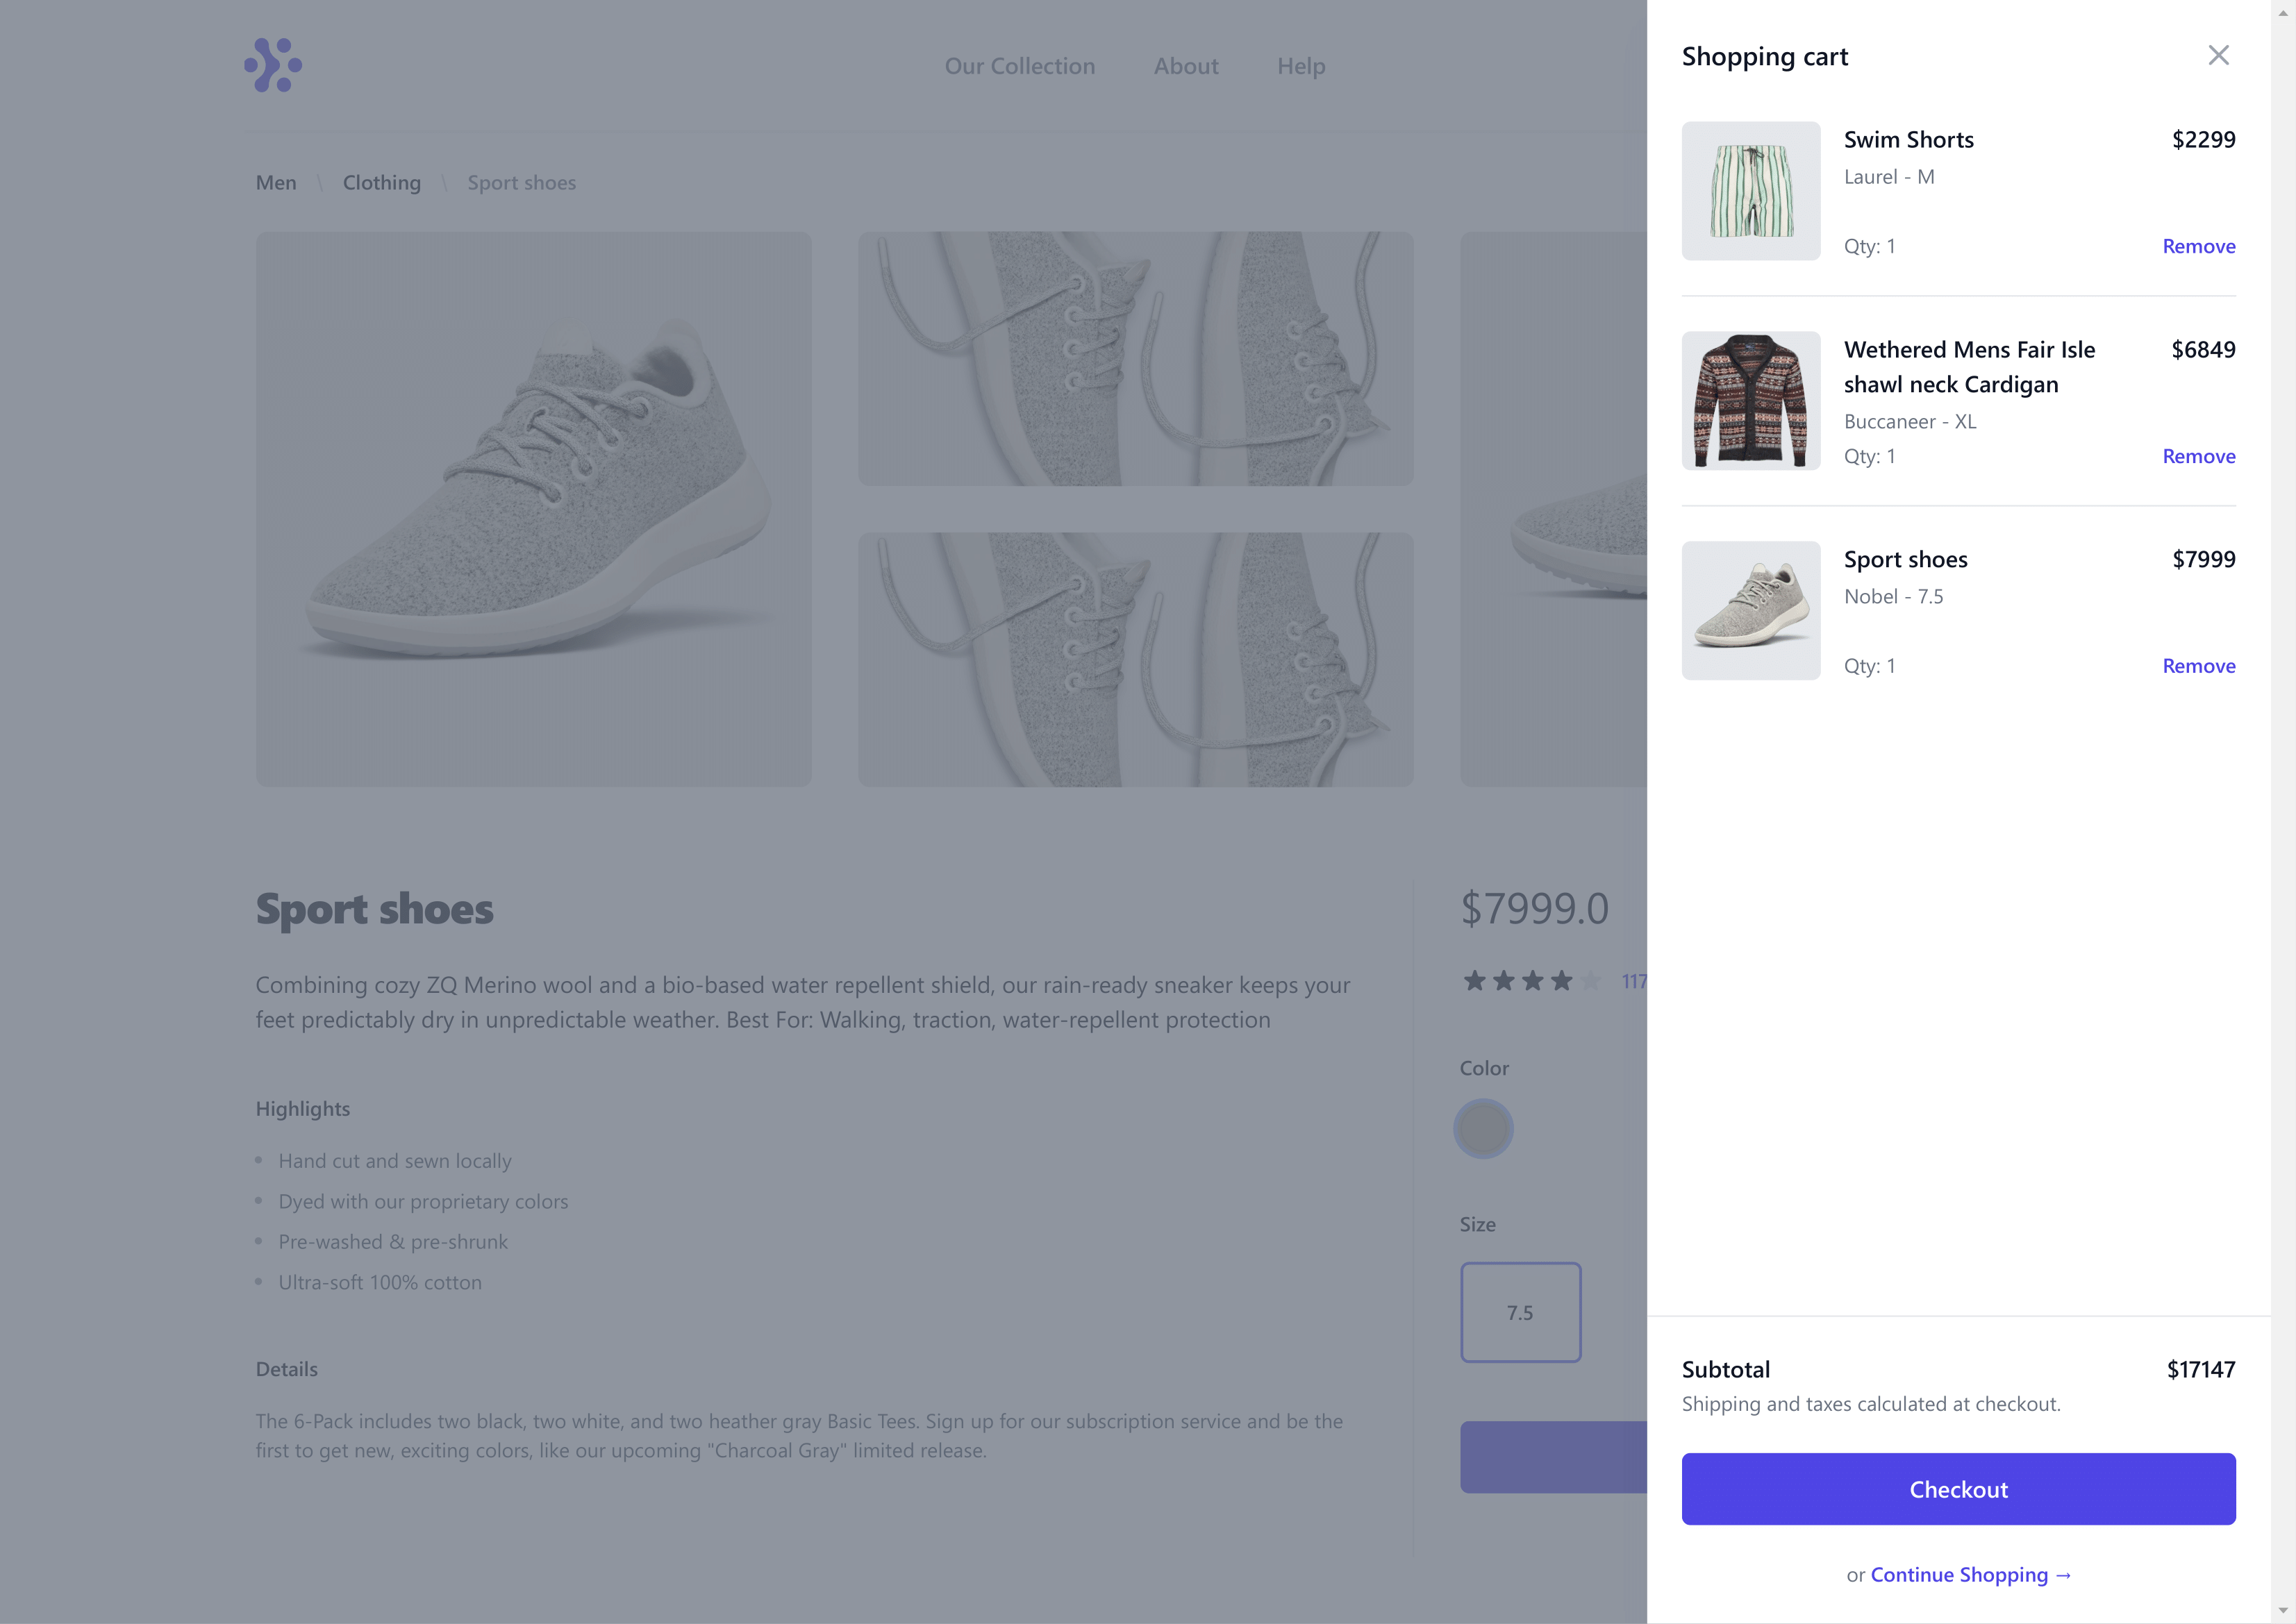 Our Collection About Help
Men \ Clothing \ Sport shoes
Sport shoes
Combining cozy ZQ Merino wool and a bio-based water repellent shield, our rain-ready sneaker keeps your
feet predictably dry in unpredictable weather. Best For: Walking, traction, water-repellent protection
Highlights
Hand cut and sewn locally
Dyed with our proprietary colors
Pre-washed & pre-shrunk
Ultra-soft 100% cotton
Details
The 6-Pack includes two black, two white, and two heather gray Basic Tees. Sign up for our subscription service and be the
first to get new, exciting colors, like our upcoming "Charcoal Gray" limited release.
$7999.0
117
Color
Size
7.5
Shopping cart
Swim Shorts $2299
Laurel - M
Qty: 1 Remove
Wethered Mens Fair Isle $6849
shawl neck Cardigan
Buccaneer - XL
Qty: 1 Remove
Sport shoes $7999
Nobel - 7.5
Qty: 1 Remove
Subtotal $17147
Shipping and taxes calculated at checkout.
Checkout
or Continue Shopping →